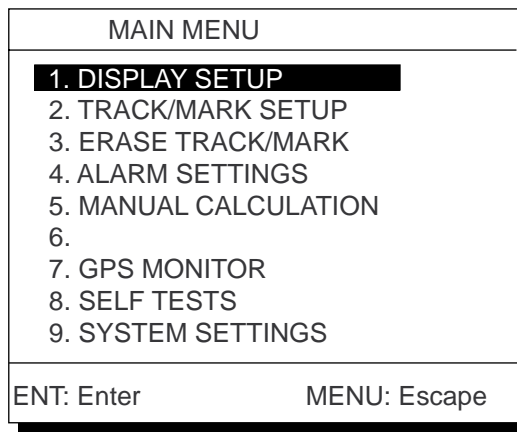 MAIN MENU
1. DISPLAY SETUP
2. TRACK/MARK SETUP
3. ERASE TRACK/MARK
4. ALARM SETTINGS
5. MANUAL CALCULATION
6.
7. GPS MONITOR
8. SELF TESTS
9. SYSTEM SETTINGS
ENT: Enter MENU: Escape